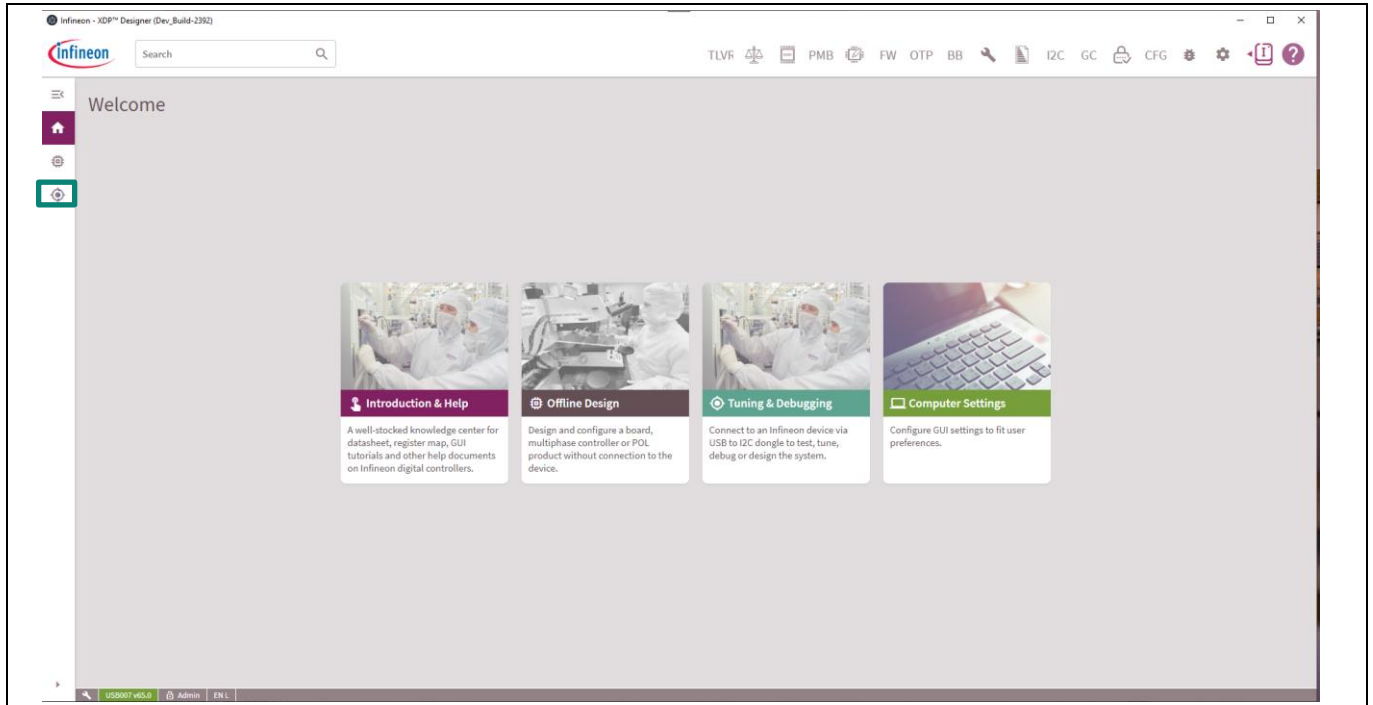 Infineon - XDP™ Designer (Dev_Build-2392)
infineon
Search
TLVR PMB FW OTP BB I2C GC CFG
Welcome
Introduction & Help
A well-stocked knowledge center for
datasheet, register map, GUI
tutorials and other help documents
on Infineon digital controllers.
Offline Design
Design and configure a board,
multiphase controller or POL
product without connection to the
device.
Tuning & Debugging
Connect to an Infineon device via
USB to I2C dongle to test, tune,
debug or design the system.
Computer Settings
Configure GUI settings to fit user
preferences.
USB007 v65.0 Admin EN L